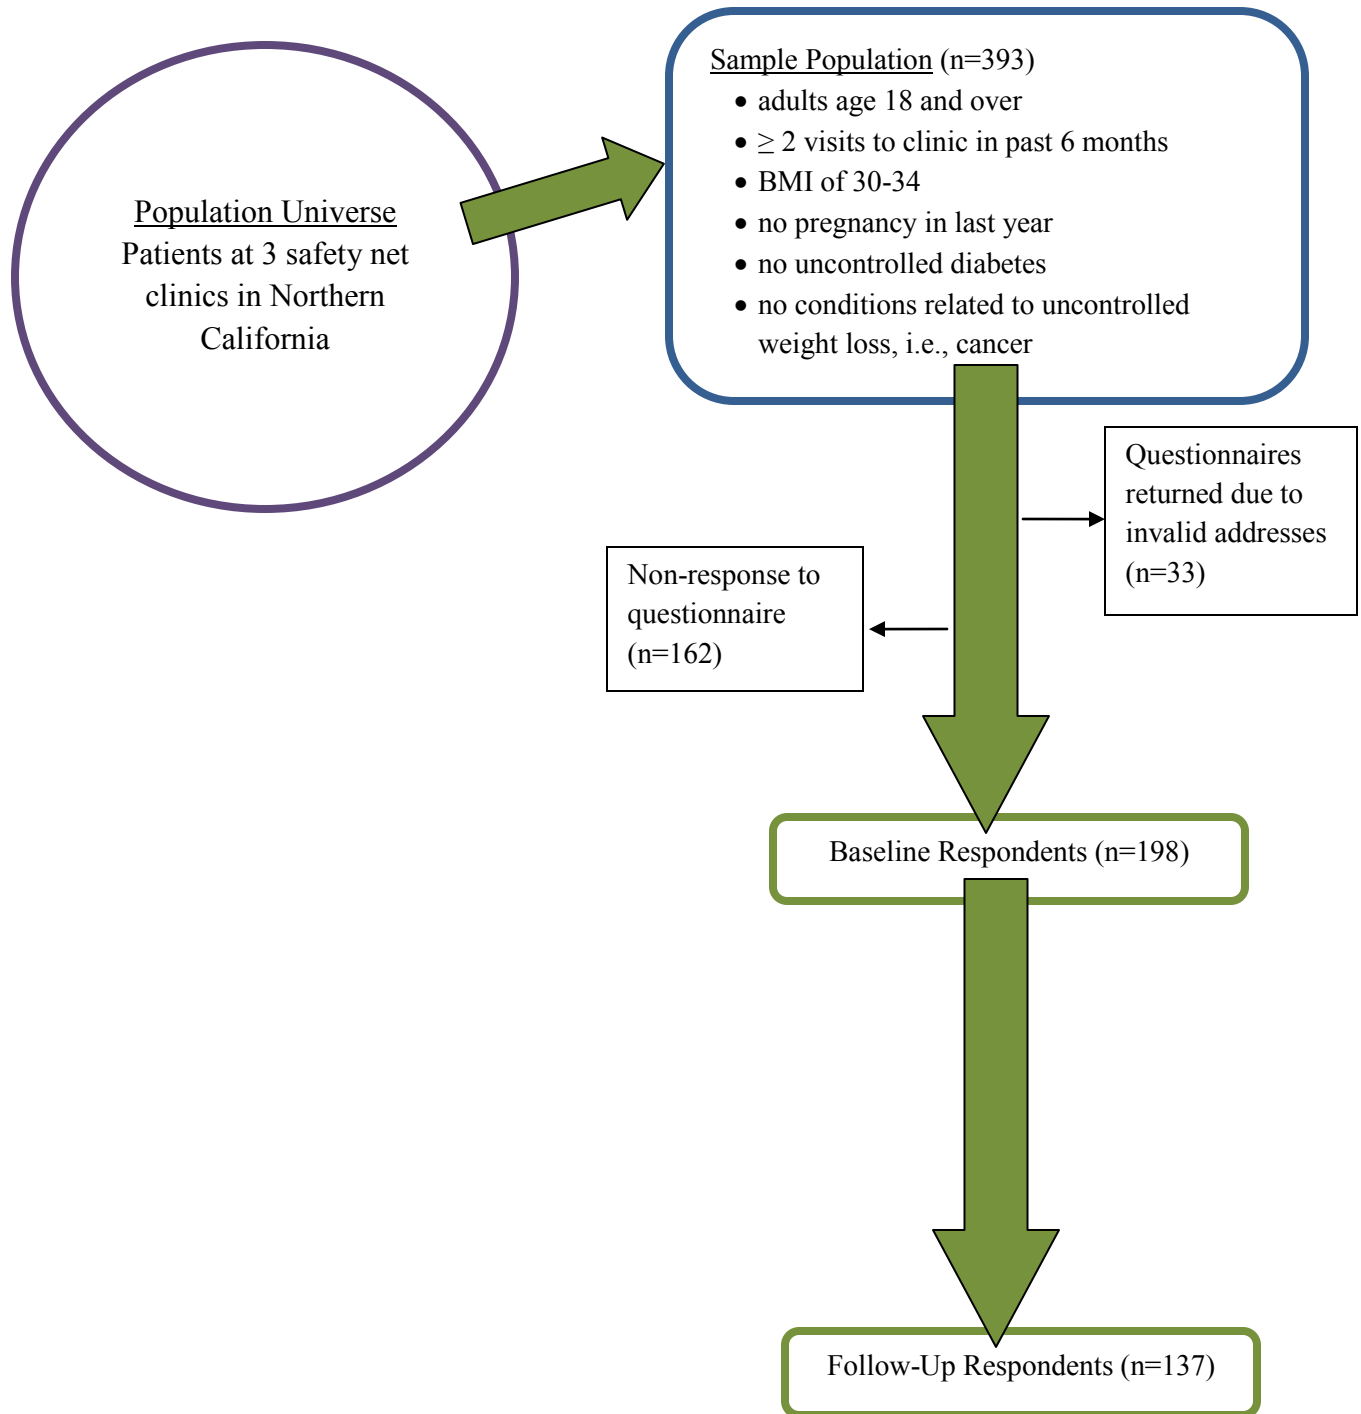 Population Universe
Patients at 3 safety net
clinics in Northern
California
Sample Population (n=393)
• adults age 18 and over
• ≥ 2 visits to clinic in past 6 months
• BMI of 30-34
• no pregnancy in last year
• no uncontrolled diabetes
• no conditions related to uncontrolled
weight loss, i.e., cancer
Questionnaires
returned due to
invalid addresses
(n=33)
Non-response to
questionnaire
(n=162)
Baseline Respondents (n=198)
Follow-Up Respondents (n=137)